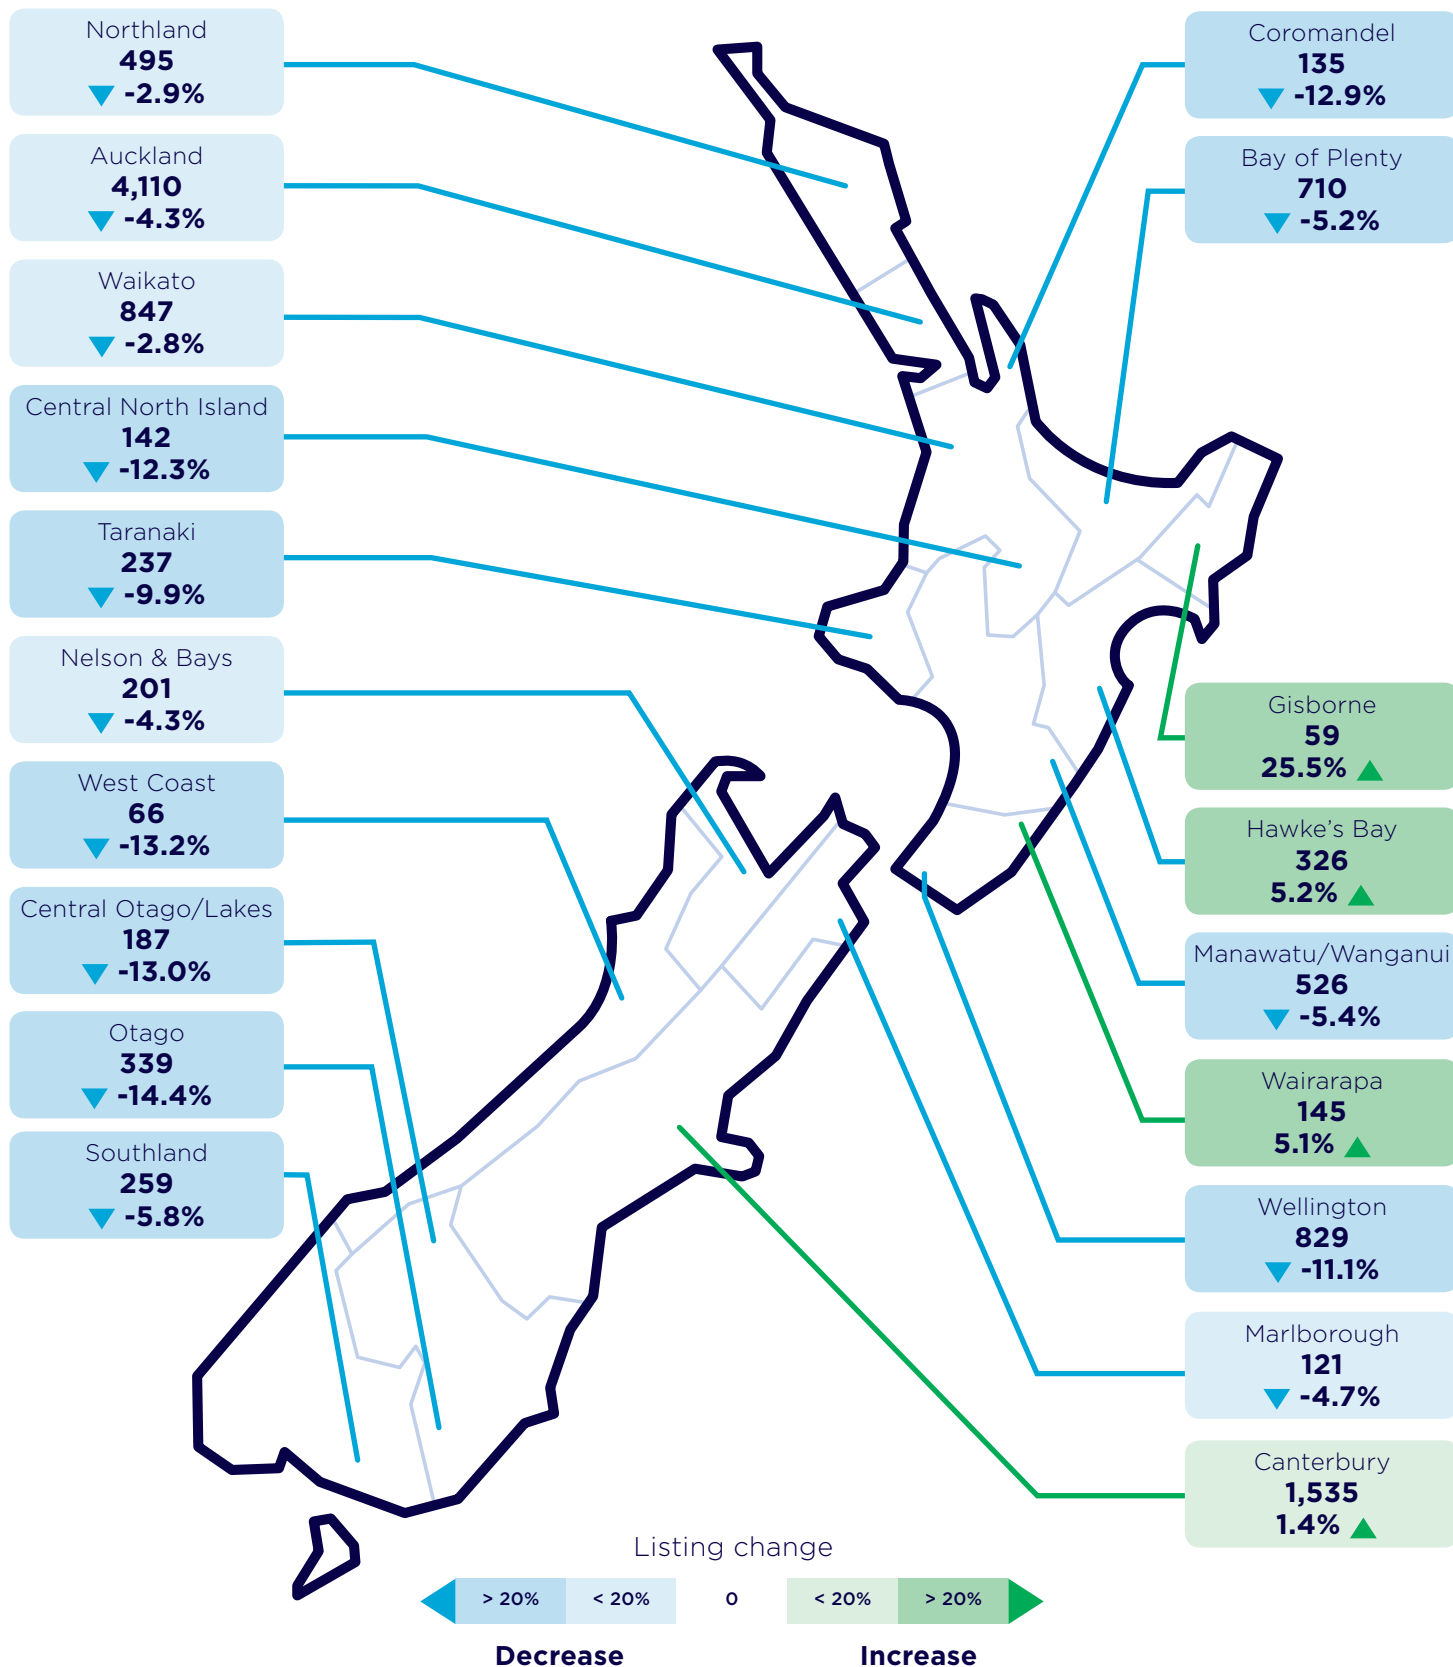 Northland
495
-2.9%
Auckland
4,110
-4.3%
Waikato
847
-2.8%
Central North Island
142
-12.3%
Taranaki
237
-9.9%
Nelson & Bays
201
-4.3%
West Coast
66
-13.2%
Central Otago/Lakes
187
-13.0%
Otago
339
-14.4%
Southland
259
-5.8%
Coromandel
135
-12.9%
Bay of Plenty
710
-5.2%
Gisborne
59
25.5%
Hawke's Bay
326
5.2%
Manawatu/Wanganui
526
-5.4%
Wairarapa
145
5.1%
Wellington
829
-11.1%
Marlborough
121
-4.7%
Canterbury
1,535
1.4%
Listing change
> 20% < 20% 0 < 20% > 20%
Decrease Increase